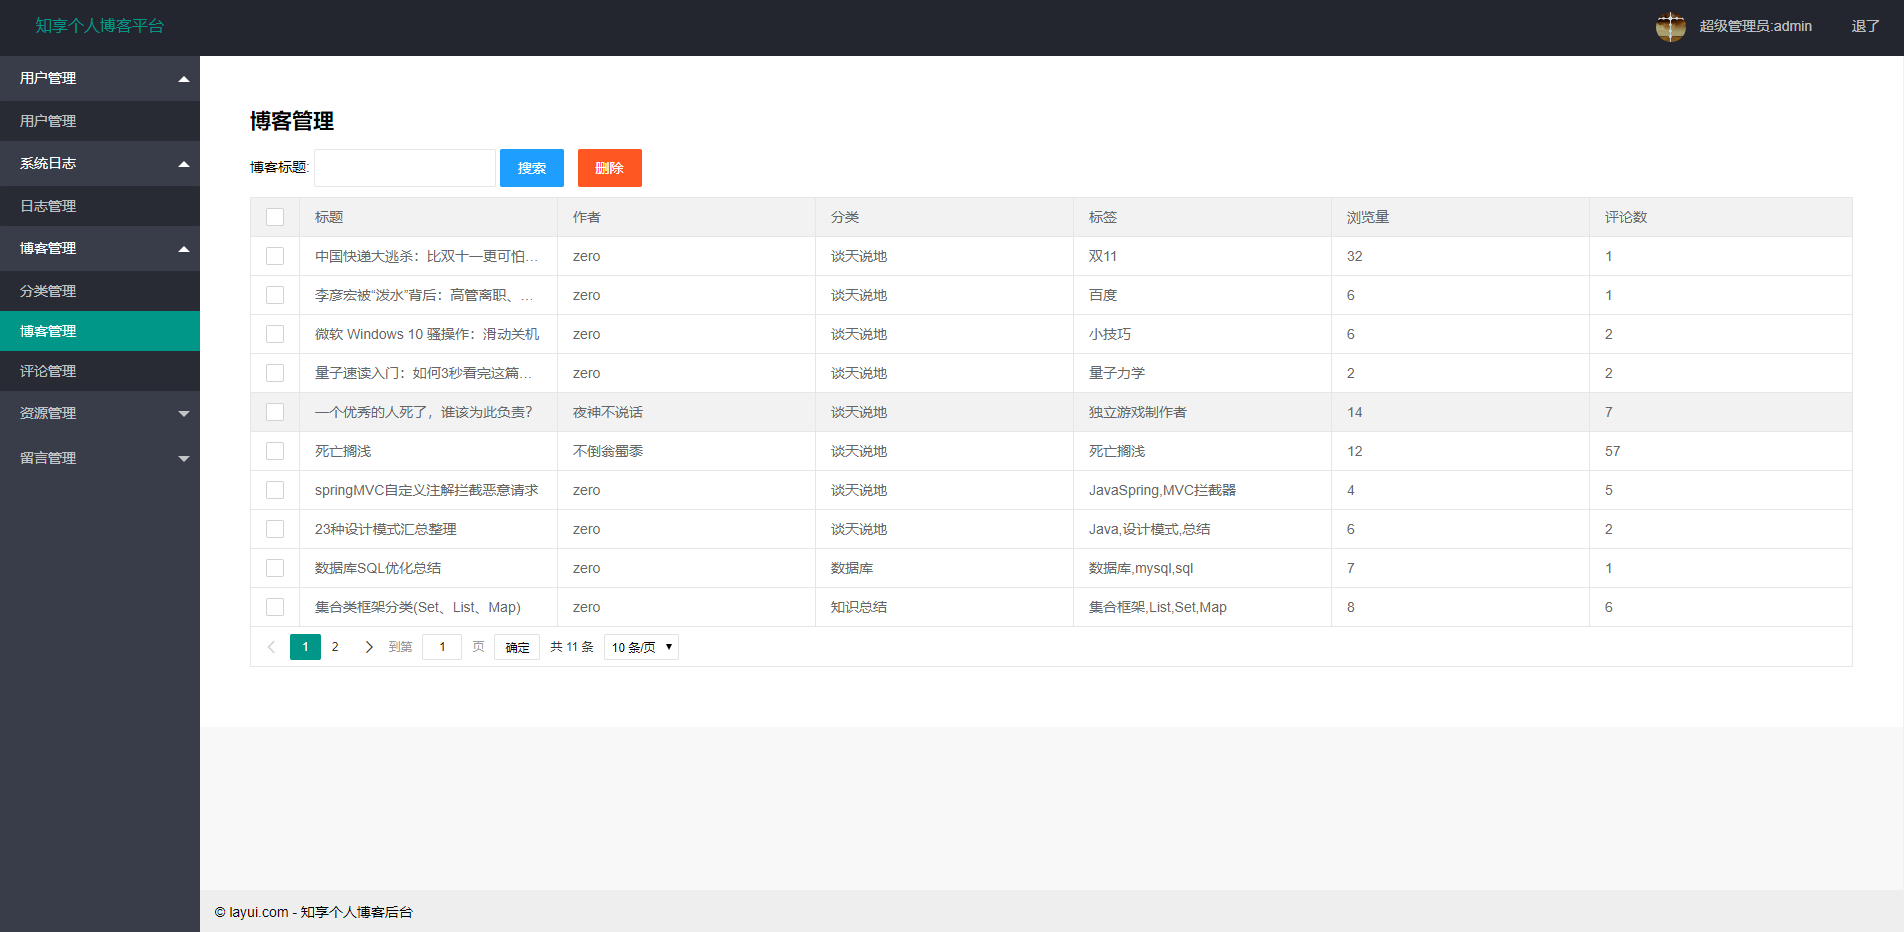 知享个人博客平台
超级管理员:admin 退了
用户管理
用户管理
系统日志
日志管理
博客管理
分类管理
博客管理
评论管理
资源管理
留言管理
博客管理
博客标题: 搜索 删除
标题 作者 分类 标签 浏览量 评论数
中国快递大逃杀：比双十一更可怕... zero 谈天说地 双11 32 1
李彦宏被“泼水”背后：高管离职、... zero 谈天说地 百度 6 1
微软 Windows 10 骚操作：滑动关机 zero 谈天说地 小技巧 6 2
量子速读入门：如何3秒看完这篇... zero 谈天说地 量子力学 2 2
一个优秀的人死了，谁该为此负责？ 夜神不说话 谈天说地 独立游戏制作者 14 7
死亡搁浅 不倒翁蜀黍 谈天说地 死亡搁浅 12 57
springMVC自定义注解拦截恶意请求 zero 谈天说地 JavaSpring,MVC拦截器 4 5
23种设计模式汇总整理 zero 谈天说地 Java,设计模式,总结 6 2
数据库SQL优化总结 zero 数据库 数据库,mysql,sql 7 1
集合类框架分类(Set、List、Map) zero 知识总结 集合框架,List,Set,Map 8 6
1 2 到第 1 页 确定 共 11 条 10 条/页
© layui.com - 知享个人博客后台